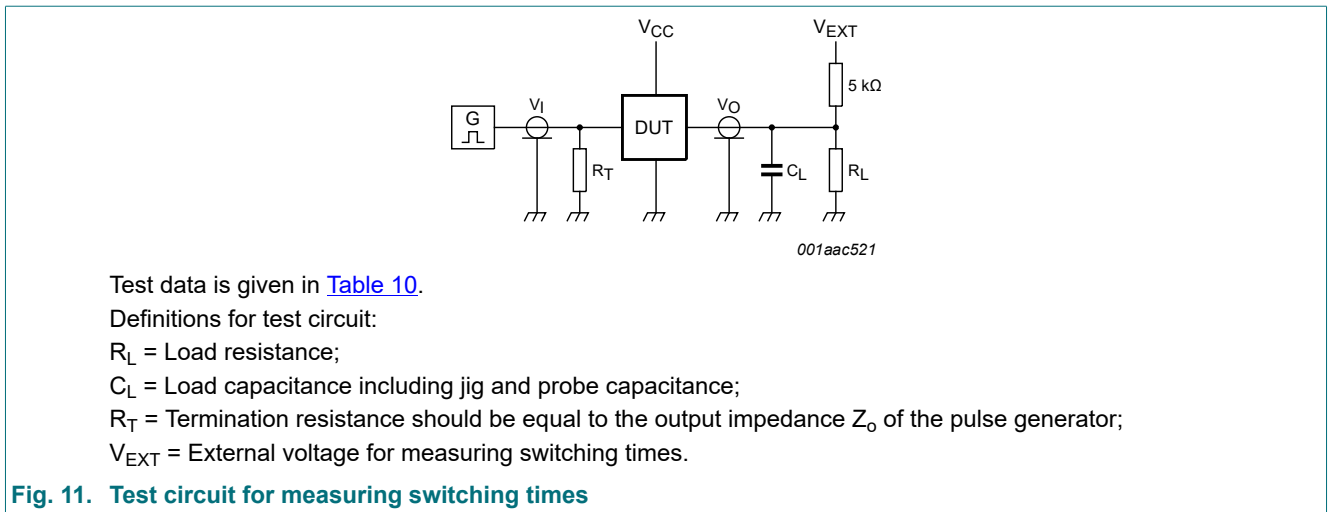 VCC
VEXT
5 kΩ
G
VI
DUT
VO
RT
CL
RL
001aac521
Test data is given in Table 10.
Definitions for test circuit:
RL = Load resistance;
CL = Load capacitance including jig and probe capacitance;
RT = Termination resistance should be equal to the output impedance Zo of the pulse generator;
VEXT = External voltage for measuring switching times.
Fig. 11. Test circuit for measuring switching times